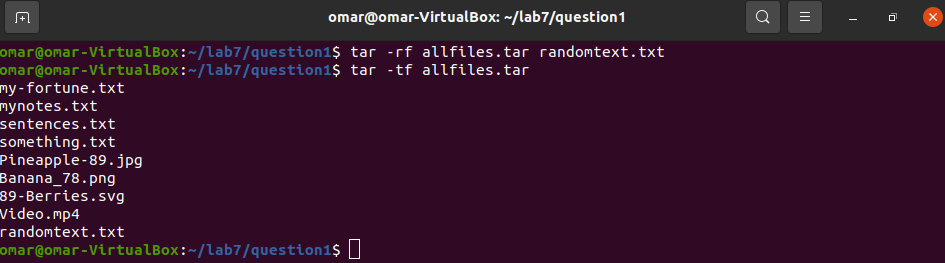 omar@omar-VirtualBox: ~/lab7/question1
omar@omar-VirtualBox:~/lab7/question1$ tar -rf allfiles.tar randomtext.txt
omar@omar-VirtualBox:~/lab7/question1$ tar -tf allfiles.tar
my-fortune.txt
mynotes.txt
sentences.txt
something.txt
Pineapple-89.jpg
Banana_78.png
89-Berries.svg
Video.mp4
randomtext.txt
omar@omar-VirtualBox:~/lab7/question1$